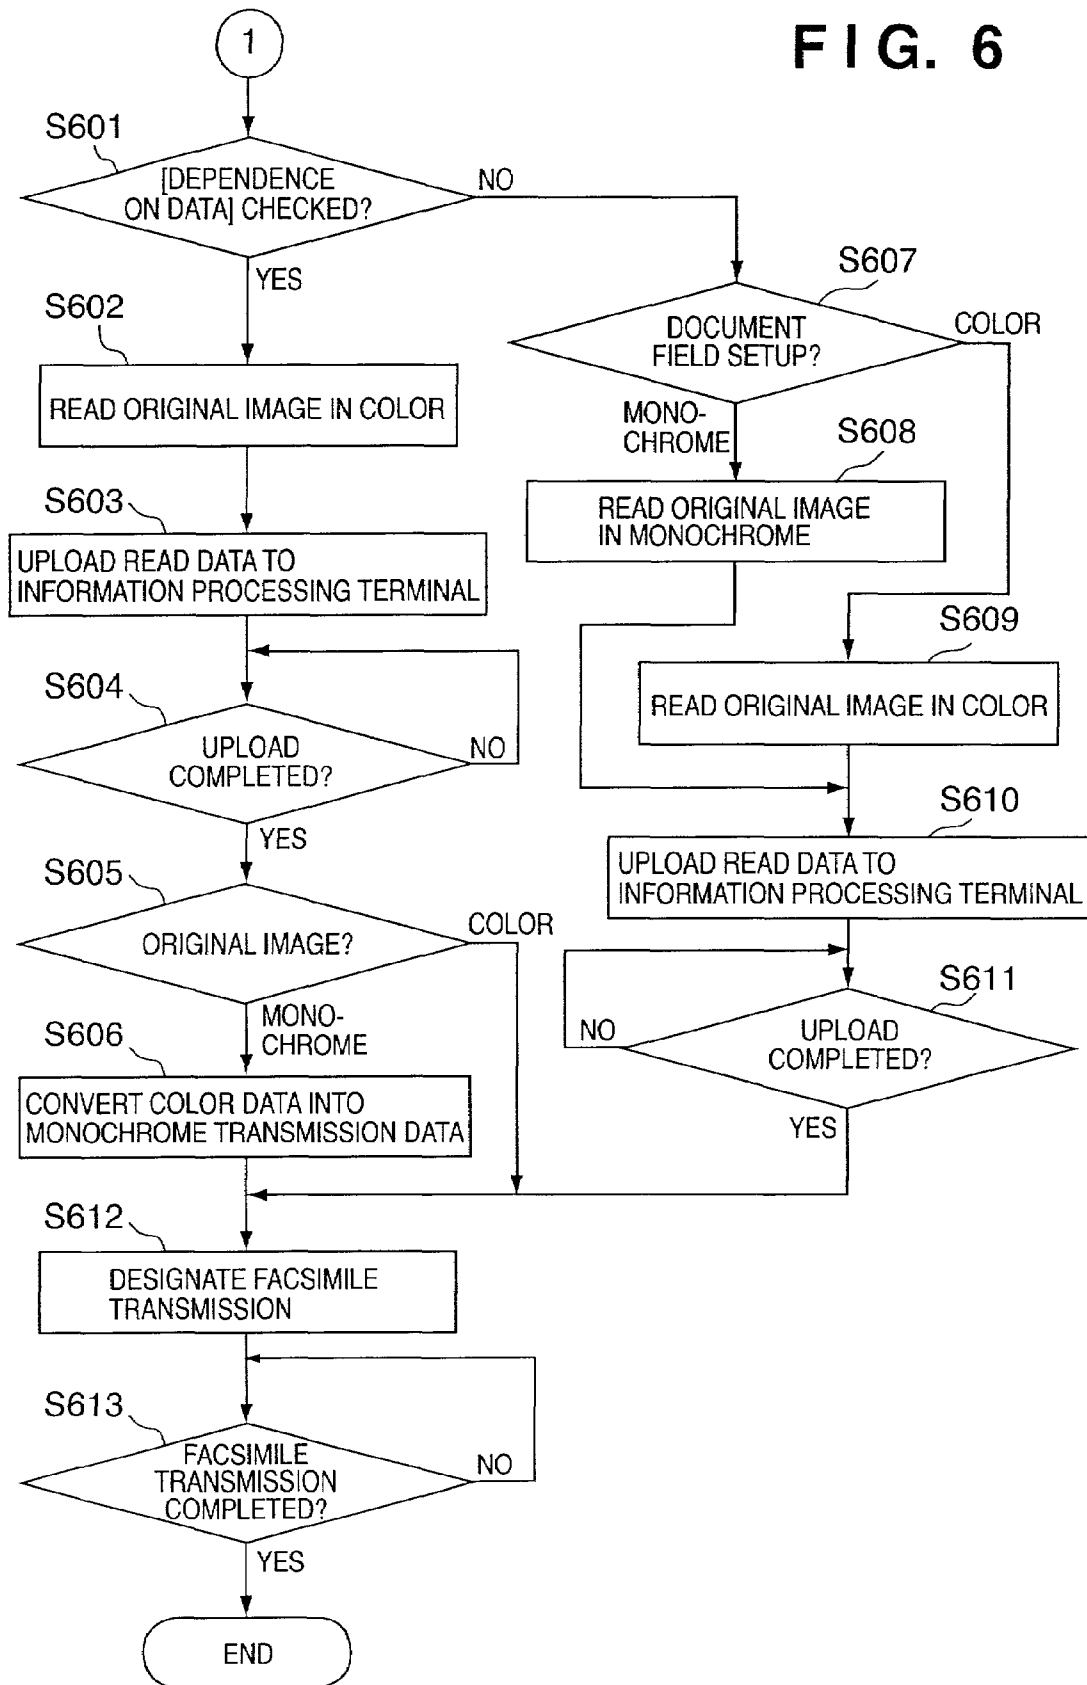 FIG. 6
1
S601
[DEPENDENCE
ON DATA] CHECKED?
NO
YES
S602
READ ORIGINAL IMAGE IN COLOR
S603
UPLOAD READ DATA TO
INFORMATION PROCESSING TERMINAL
S604
UPLOAD
COMPLETED?
NO
YES
S605
ORIGINAL IMAGE?
COLOR
MONO-
CHROME
S606
CONVERT COLOR DATA INTO
MONOCHROME TRANSMISSION DATA
S607
DOCUMENT
FIELD SETUP?
COLOR
MONO-
CHROME
S608
READ ORIGINAL IMAGE
IN MONOCHROME
S609
READ ORIGINAL IMAGE IN COLOR
S610
UPLOAD READ DATA TO
INFORMATION PROCESSING TERMINAL
S611
UPLOAD
COMPLETED?
NO
YES
S612
DESIGNATE FACSIMILE
TRANSMISSION
S613
FACSIMILE
TRANSMISSION
COMPLETED?
NO
YES
END